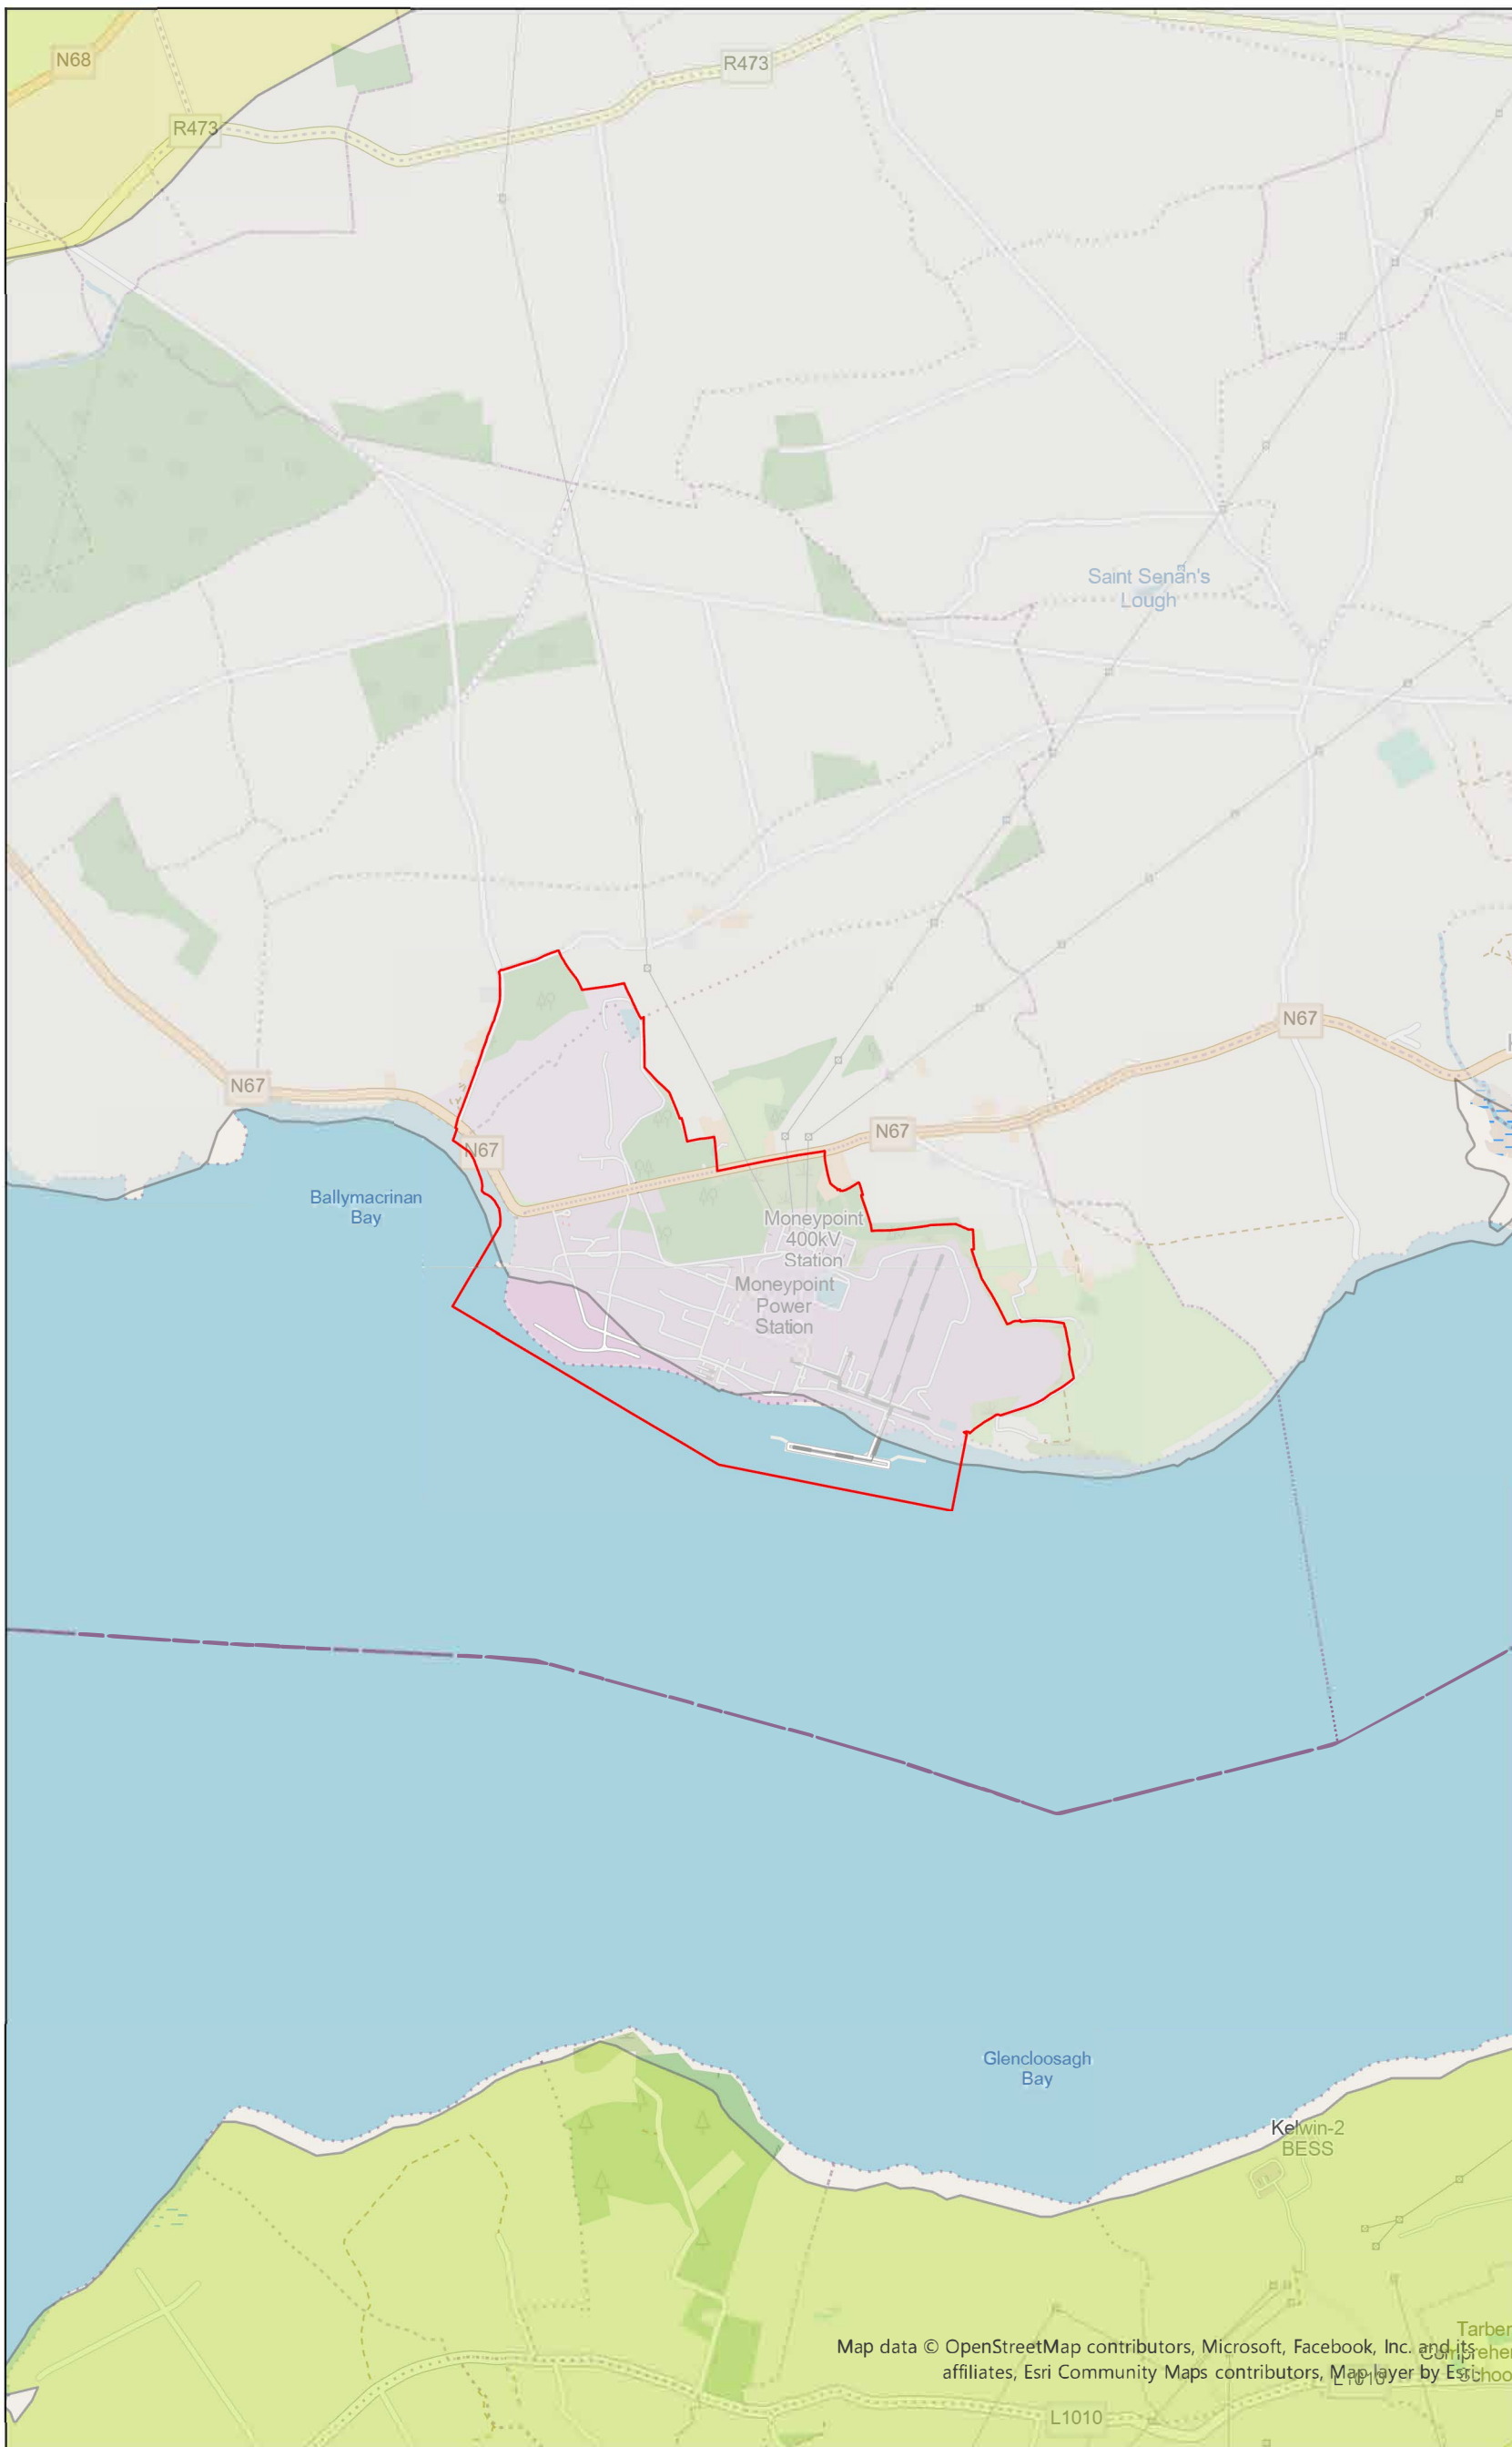 N68
R473
R473
Saint Senan's
Lough
N67
N67
N67
N67
Ballymacrinan
Bay
Moneypoint
400kV
Station
Moneypoint
Power
Station
Glencloosagh
Bay
Kelwin-2
BESS
Map data © OpenStreetMap contributors, Microsoft, Facebook, Inc. and its
affiliates, Esri Community Maps contributors, Map layer by Esri
L1010
L1010